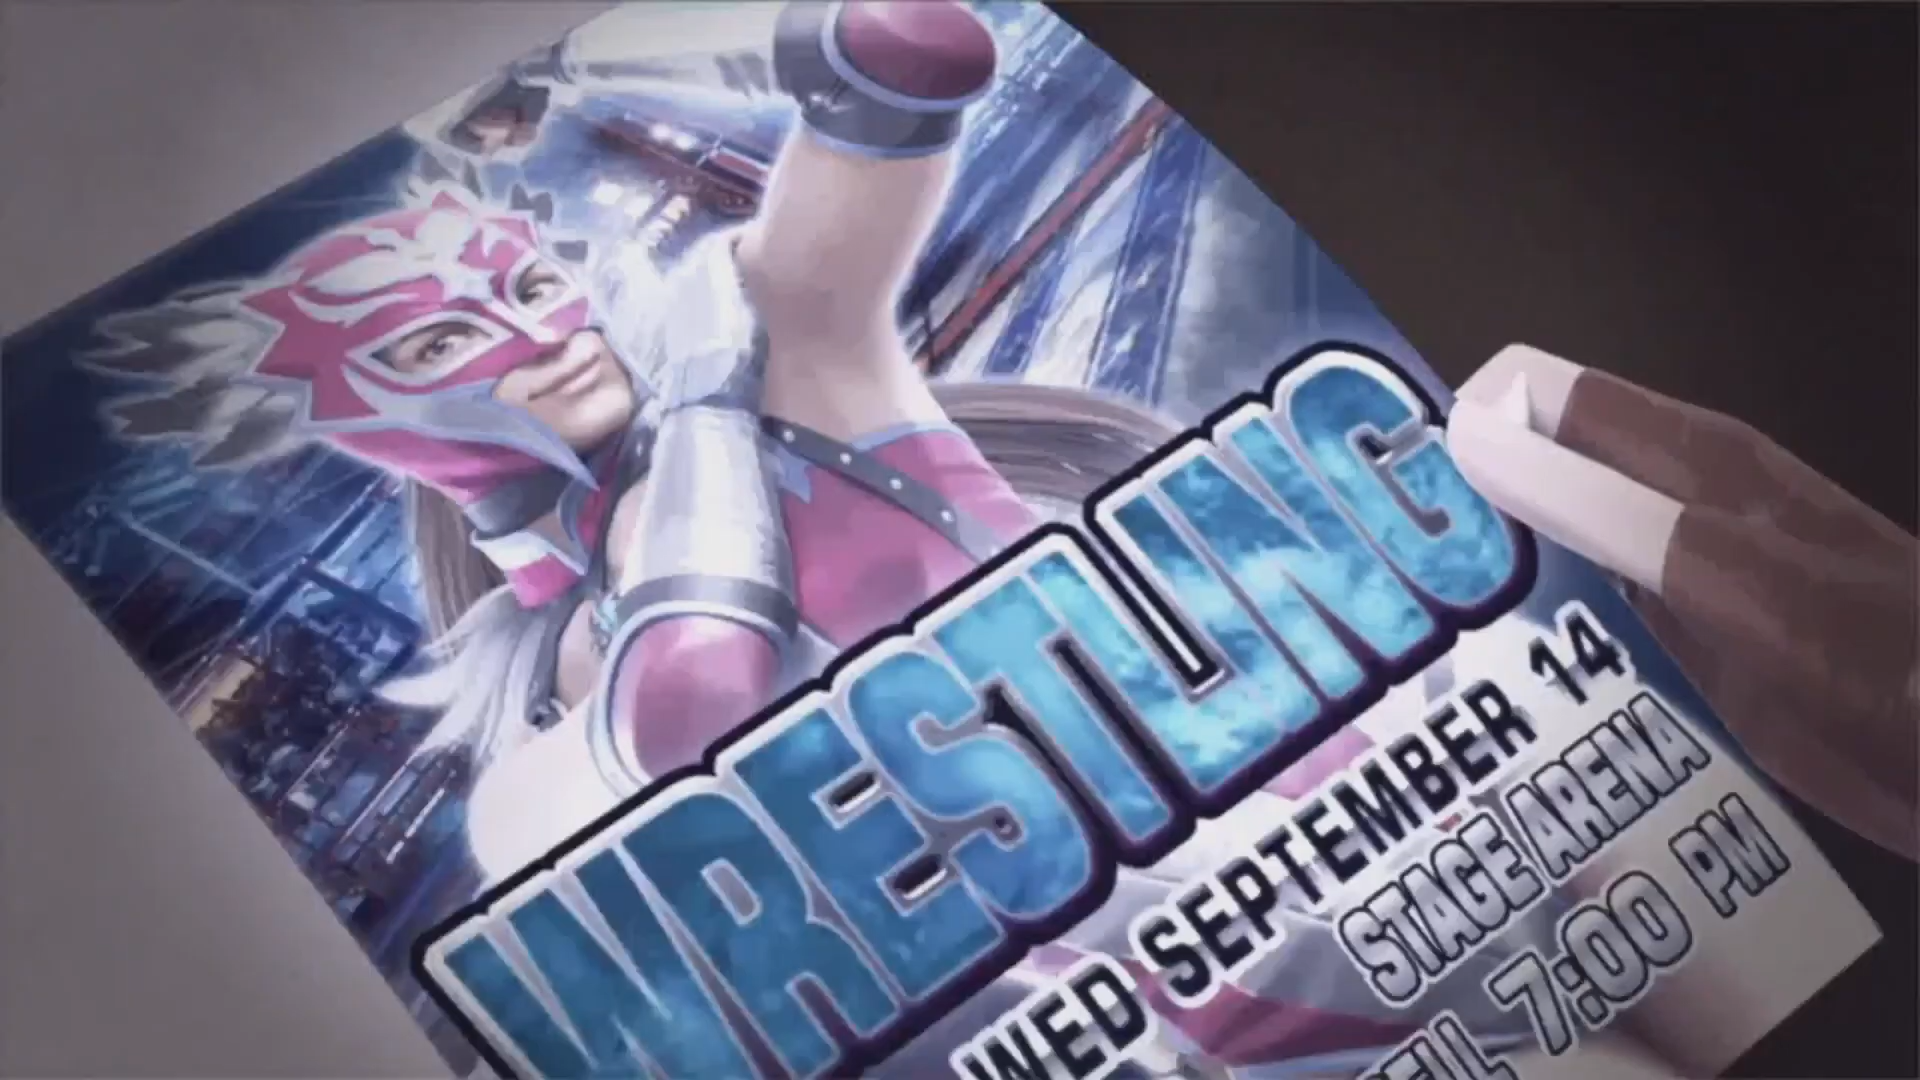 WRESTLING
WED SEPTEMBER 14
STAGE ARENA
7:00 PM